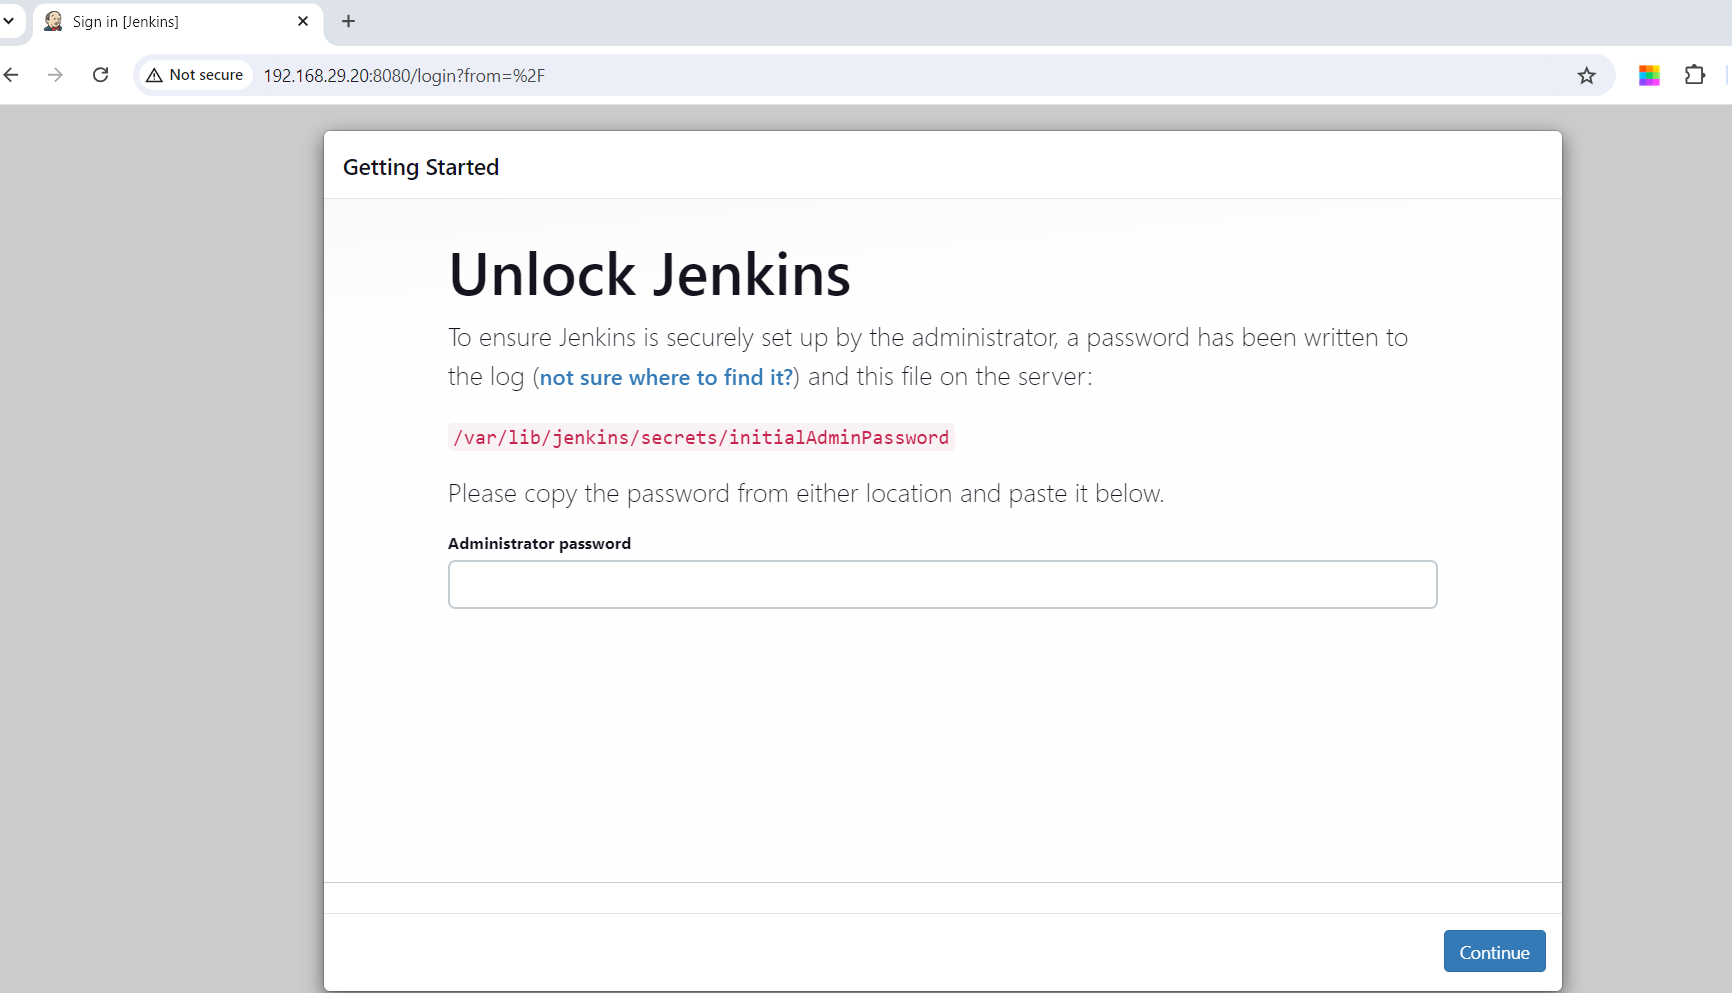 Sign in [Jenkins]
Not secure
192.168.29.20:8080/login?from=%2F
Getting Started
Unlock Jenkins
To ensure Jenkins is securely set up by the administrator, a password has been written to
the log (not sure where to find it?) and this file on the server:
/var/lib/jenkins/secrets/initialAdminPassword
Please copy the password from either location and paste it below.
Administrator password
Continue